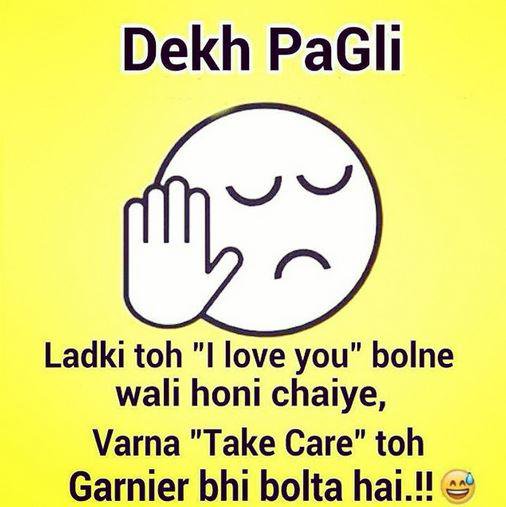 Dekh PaGli
Ladki toh "I love you" bolne
wali honi chaiye,
Varna "Take Care" toh
Garnier bhi bolta hai.!! 😅